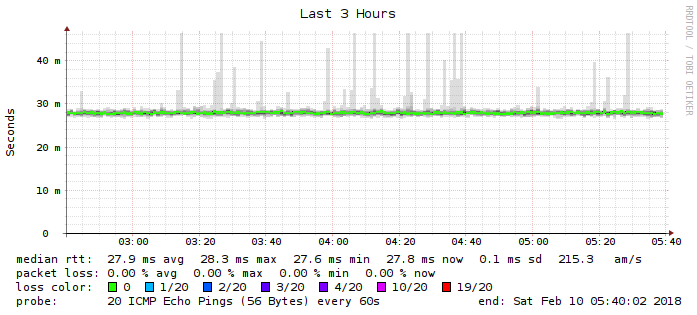 Last 3 Hours
RRDTOOL / TOBI OETIKER
Seconds
40 m
30 m
20 m
10 m
0
03:00 03:20 03:40 04:00 04:20 04:40 05:00 05:20 05:40
median rtt: 27.9 ms avg 28.3 ms max 27.6 ms min 27.8 ms now 0.1 ms sd 215.3 am/s
packet loss: 0.00 % avg 0.00 % max 0.00 % min 0.00 % now
loss color: 0 1/20 2/20 3/20 4/20 10/20 19/20
probe: 20 ICMP Echo Pings (56 Bytes) every 60s end: Sat Feb 10 05:40:02 2018